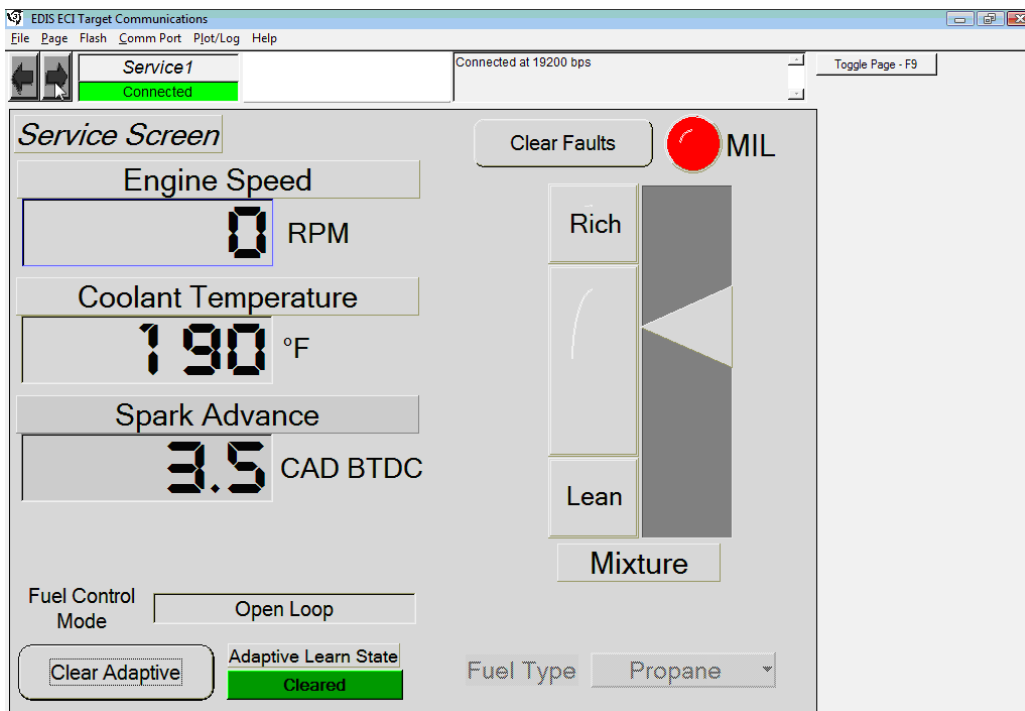 EDIS ECI Target Communications
File Page Flash Comm Port Plot/Log Help
Service1
Connected
Connected at 19200 bps
Toggle Page - F9
Service Screen
Clear Faults
MIL
Engine Speed
0 RPM
Rich
Coolant Temperature
190 °F
Spark Advance
3.5 CAD BTDC
Lean
Mixture
Fuel Control
Mode
Open Loop
Clear Adaptive
Adaptive Learn State
Cleared
Fuel Type
Propane